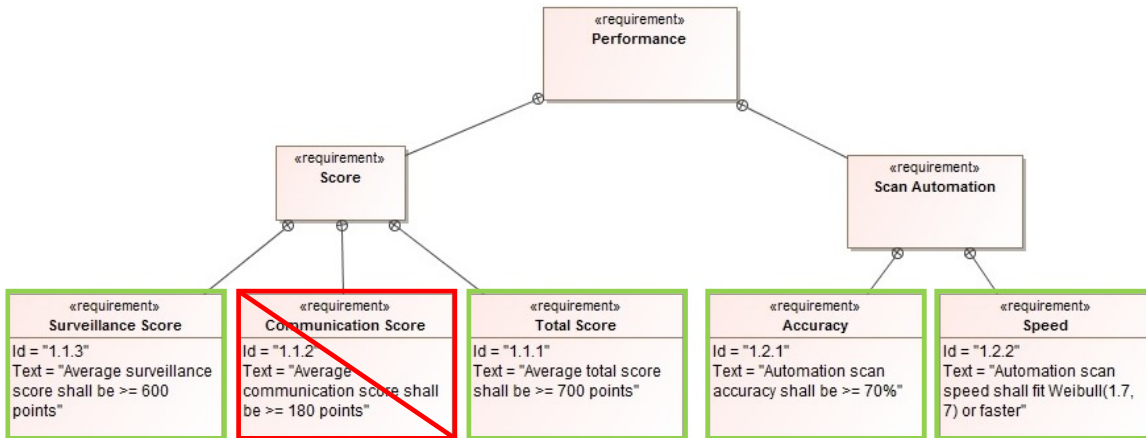 «requirement»
Performance
«requirement»
Score
«requirement»
Scan Automation
«requirement»
Surveillance Score
Id = "1.1.3"
Text = "Average surveillance
score shall be >= 600
points"
«requirement»
Communication Score
Id = "1.1.2"
Text = "Average
communication score shall
be >= 180 points"
«requirement»
Total Score
Id = "1.1.1"
Text = "Average total score
shall be >= 700 points"
«requirement»
Accuracy
Id = "1.2.1"
Text = "Automation scan
accuracy shall be >= 70%"
«requirement»
Speed
Id = "1.2.2"
Text = "Automation scan
speed shall fit Weibull(1.7,
7) or faster"